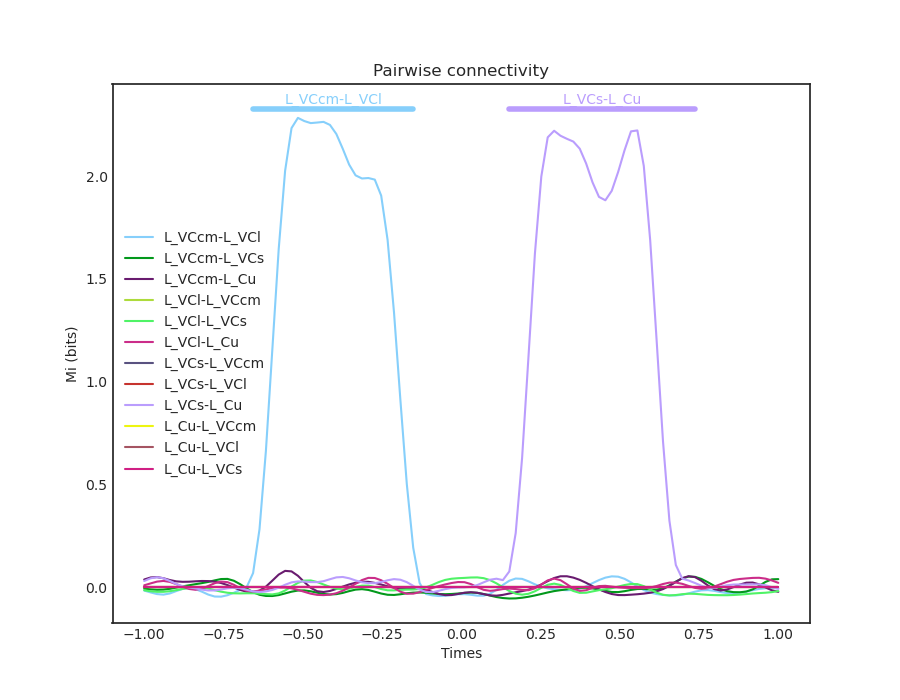 Pairwise connectivity
L_VCcm-L_VCl
L_VCs-L_Cu
Mi (bits)
2.0
1.5
1.0
0.5
0.0
L_VCcm-L_VCl
L_VCcm-L_VCs
L_VCcm-L_Cu
L_VCl-L_VCcm
L_VCl-L_VCs
L_VCl-L_Cu
L_VCs-L_VCcm
L_VCs-L_VCl
L_VCs-L_Cu
L_Cu-L_VCcm
L_Cu-L_VCl
L_Cu-L_VCs
−1.00 −0.75 −0.50 −0.25 0.00 0.25 0.50 0.75 1.00
Times